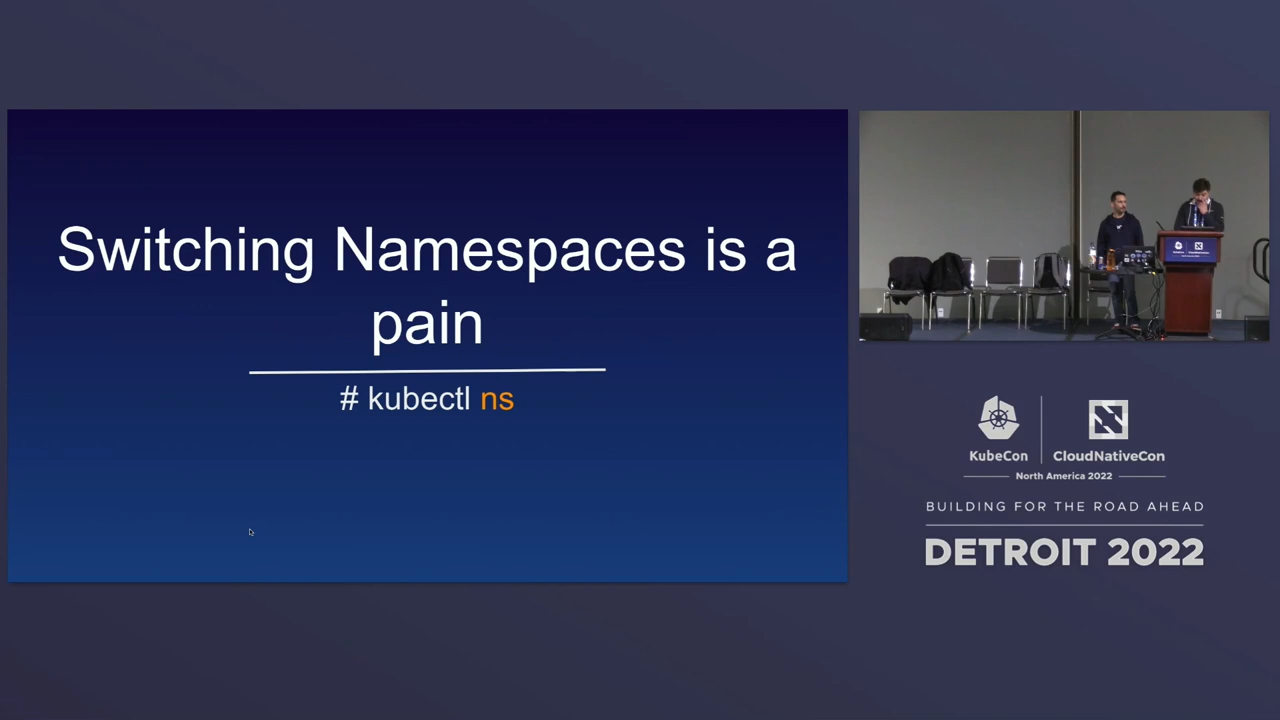 Switching Namespaces is a
pain
# kubectl ns
KubeCon
CloudNativeCon
North America 2022
BUILDING FOR THE ROAD AHEAD
DETROIT 2022